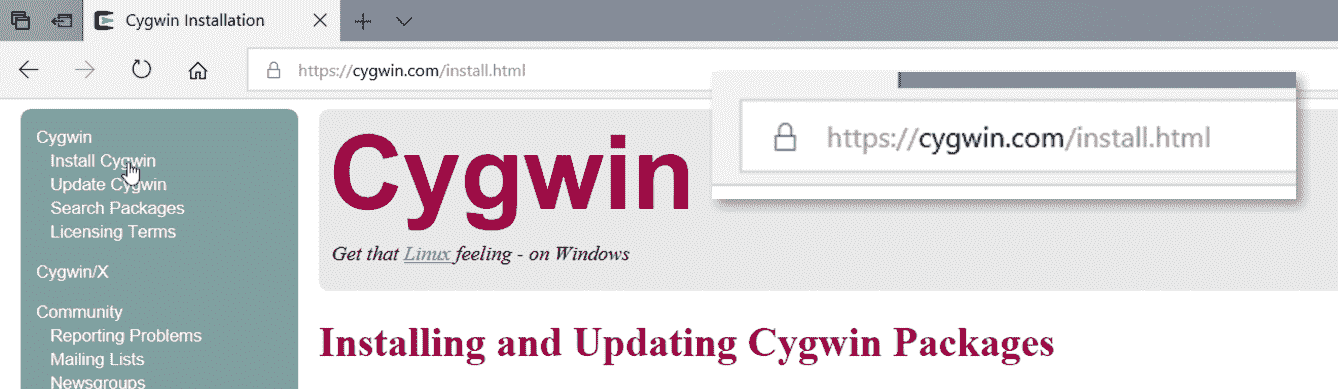 Cygwin Installation
https://cygwin.com/install.html
https://cygwin.com/install.html
Cygwin
Install Cygwin
Update Cygwin
Search Packages
Licensing Terms
Cygwin/X
Community
Reporting Problems
Mailing Lists
Newsgroups
Cygwin
Get that Linux feeling - on Windows
Installing and Updating Cygwin Packages